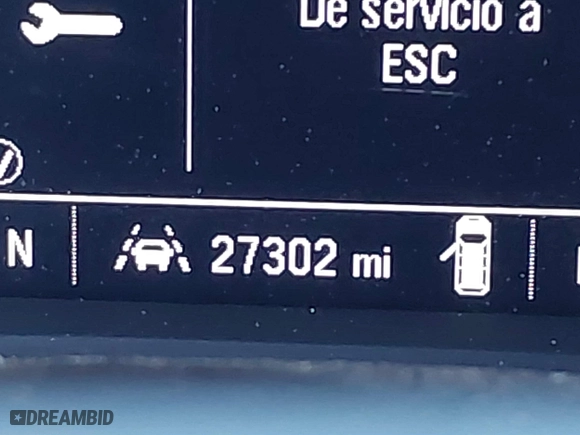 De servicio a
ESC
N
27302 mi
DREAMBID